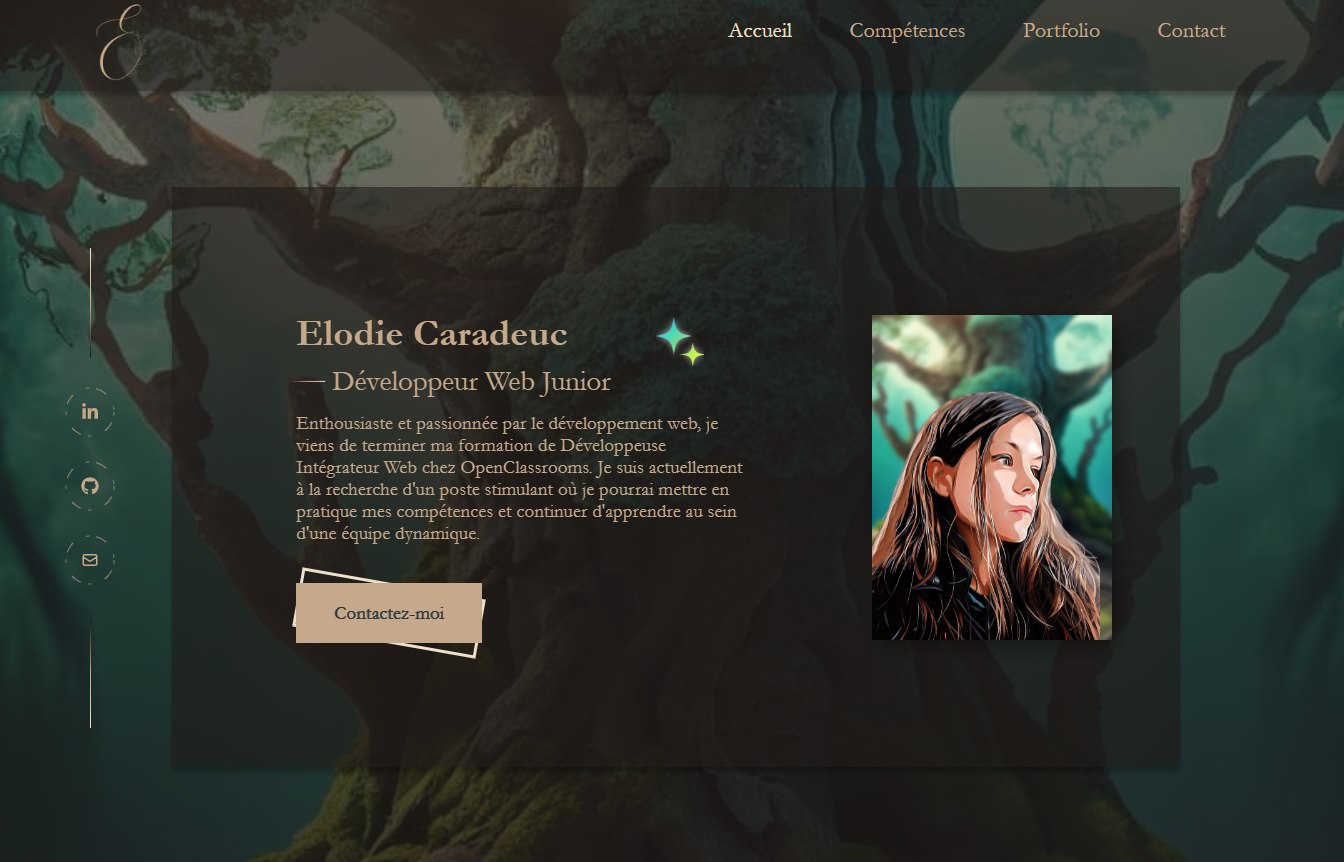 E
Accueil Compétences Portfolio Contact
Elodie Caradeuc
Développeur Web Junior
Enthousiaste et passionnée par le développement web, je
viens de terminer ma formation de Développeuse
Intégrateur Web chez OpenClassrooms. Je suis actuellement
à la recherche d'un poste stimulant où je pourrai mettre en
pratique mes compétences et continuer d'apprendre au sein
d'une équipe dynamique.
Contactez-moi
in